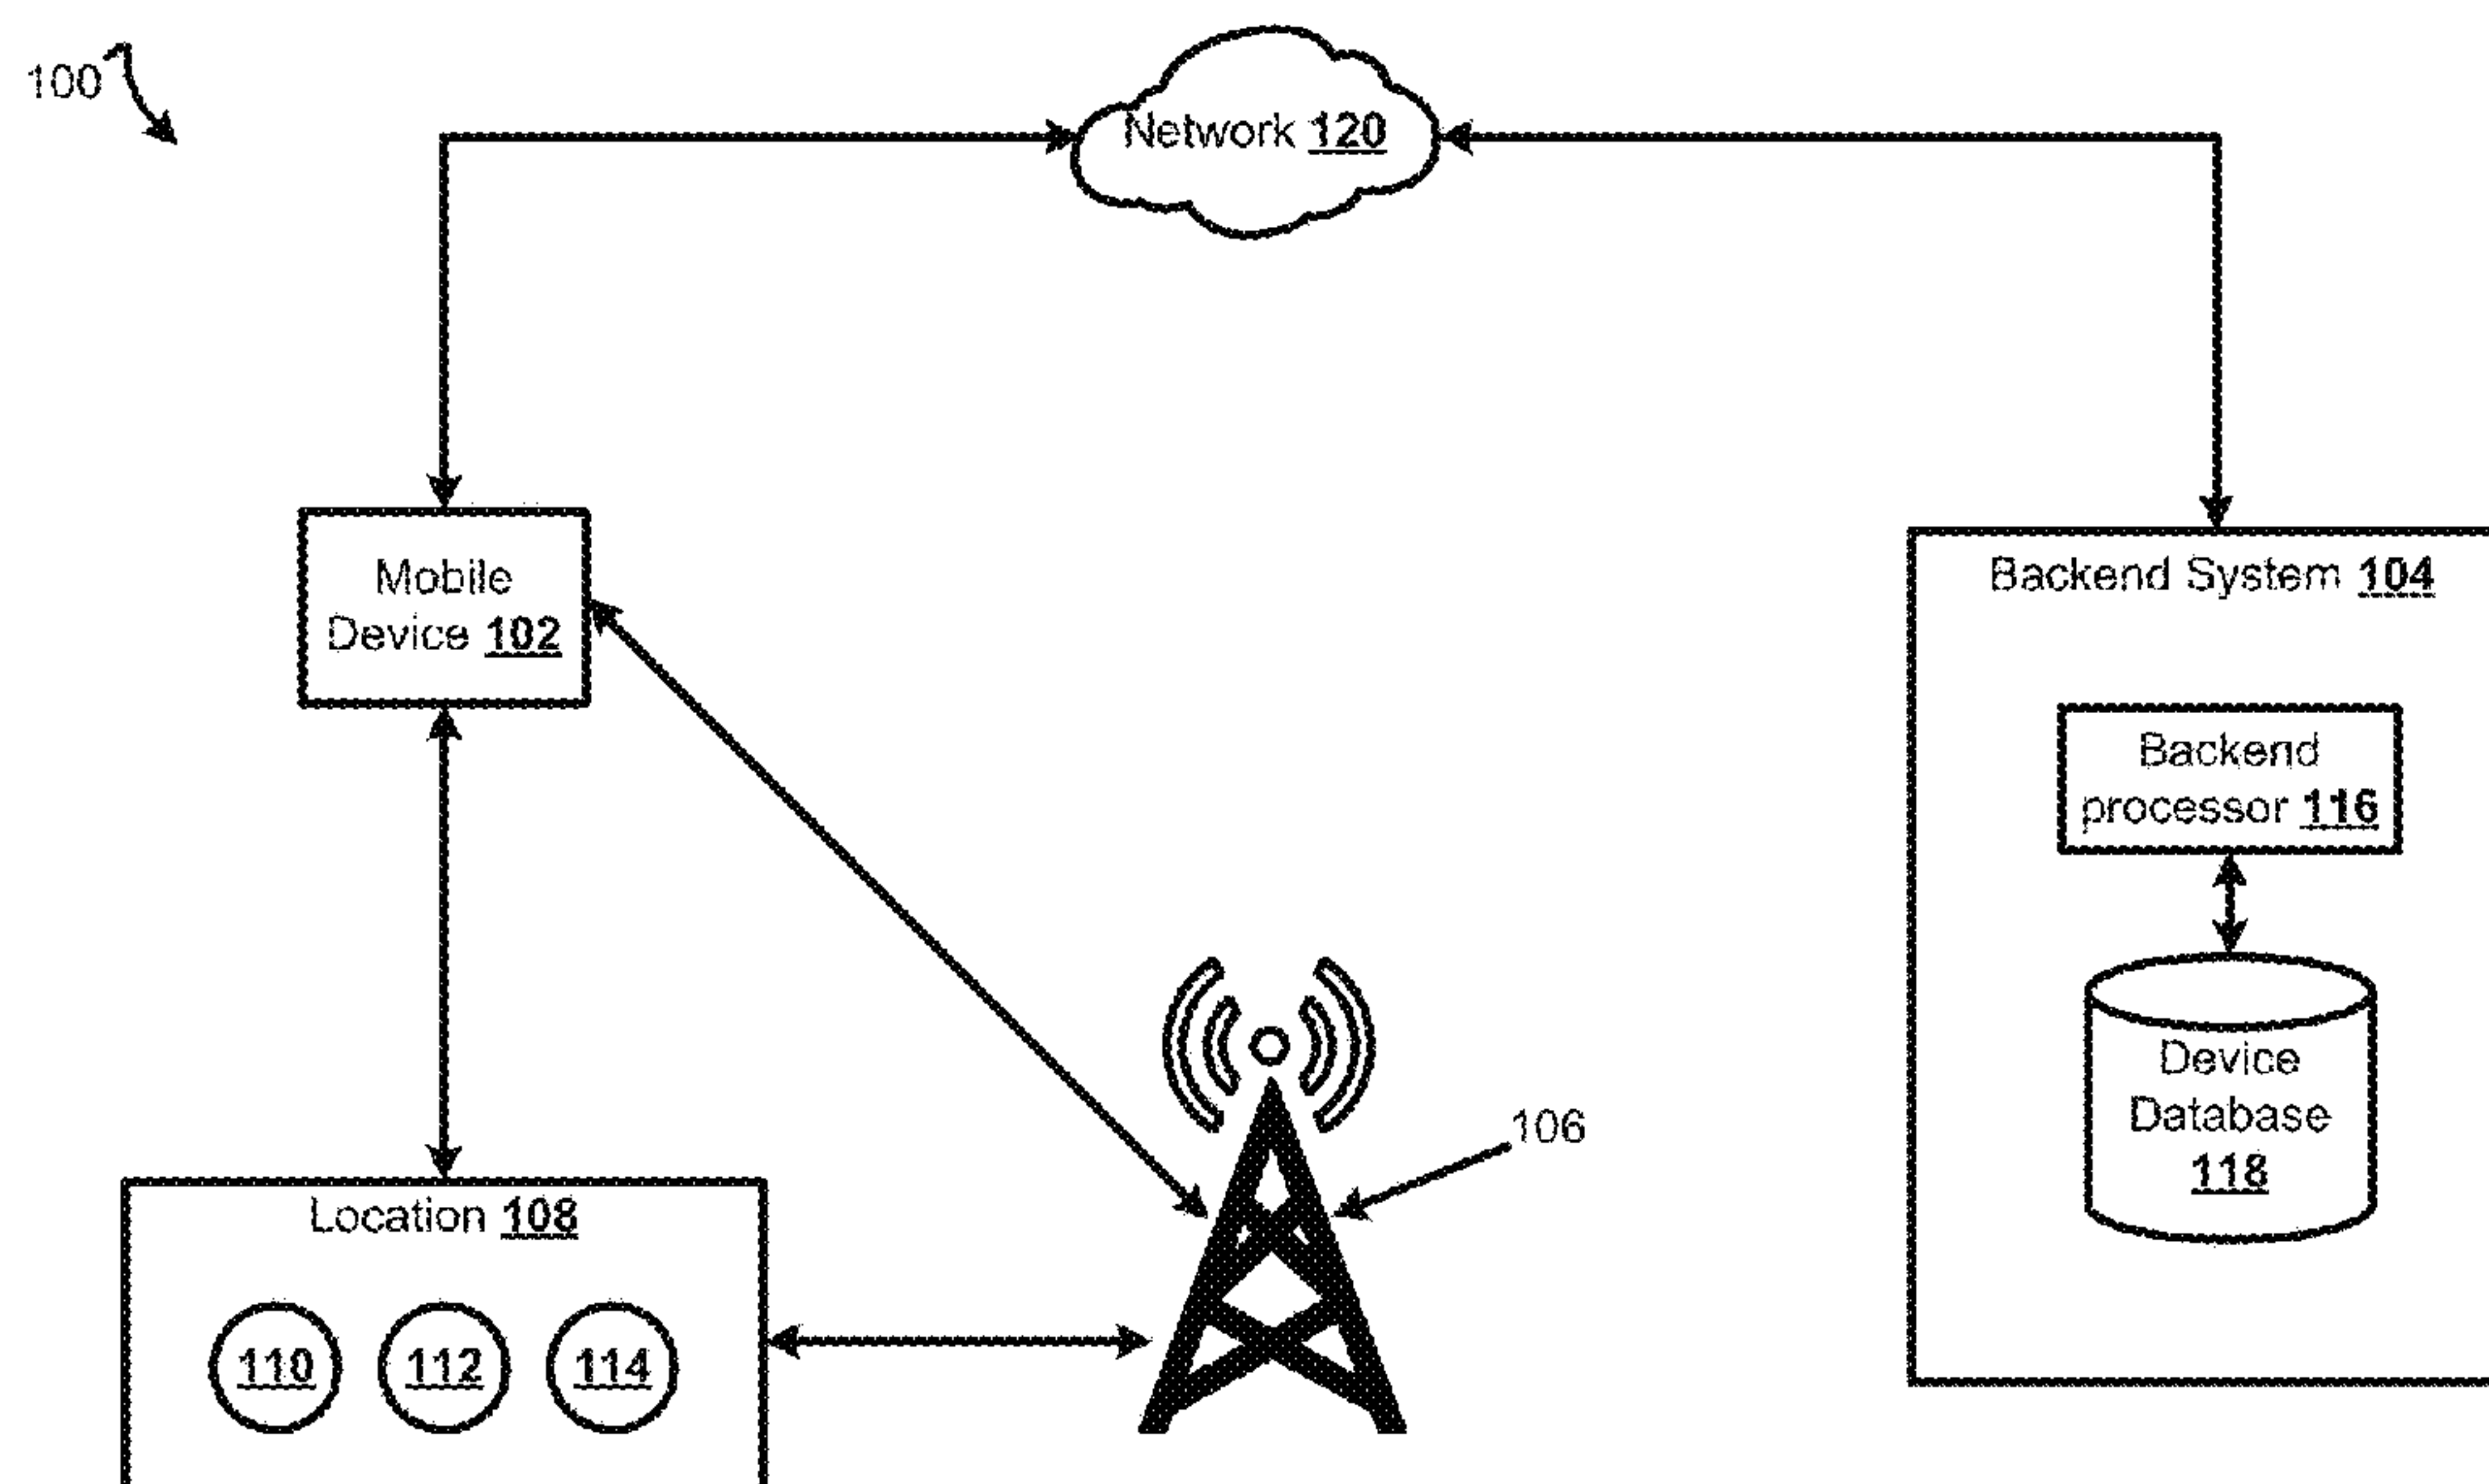 100
Network 120
Mobile
Device 102
Backend System 104
Backend
processor 116
Device
Database
118
106
Location 108
110
112
114